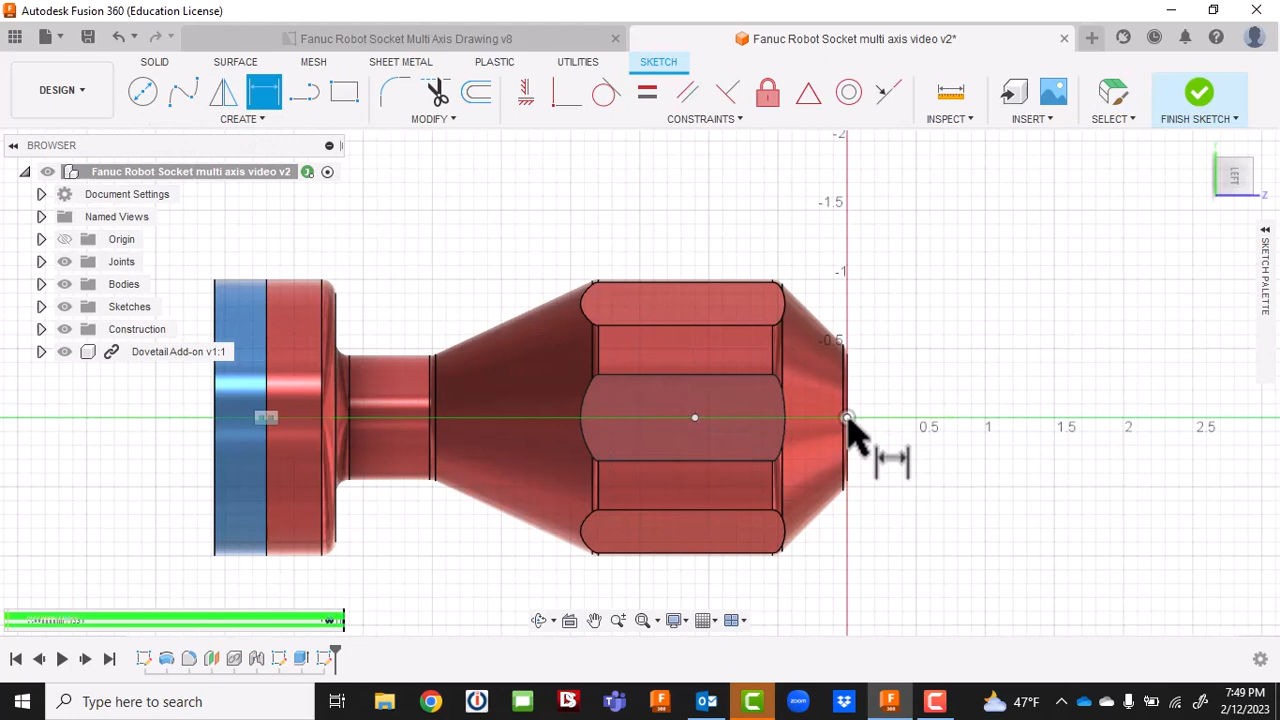 Autodesk Fusion 360 (Education License)
Fanuc Robot Socket Multi Axis Drawing v8
Fanuc Robot Socket multi axis video v2*
SOLID
SURFACE
MESH
SHEET METAL
PLASTIC
UTILITIES
SKETCH
DESIGN
CREATE
MODIFY
CONSTRAINTS
INSPECT
INSERT
SELECT
FINISH SKETCH
BROWSER
Fanuc Robot Socket multi axis video v2
Document Settings
Named Views
Origin
Joints
Bodies
Sketches
Construction
Dovetail Add-on v1:1
-2
-1.5
-1
-0.5
0.5
1
1.5
2
2.5
Y
LEFT
Z
SKETCH PALETTE
Type here to search
47°F
7:49 PM
2/12/2023